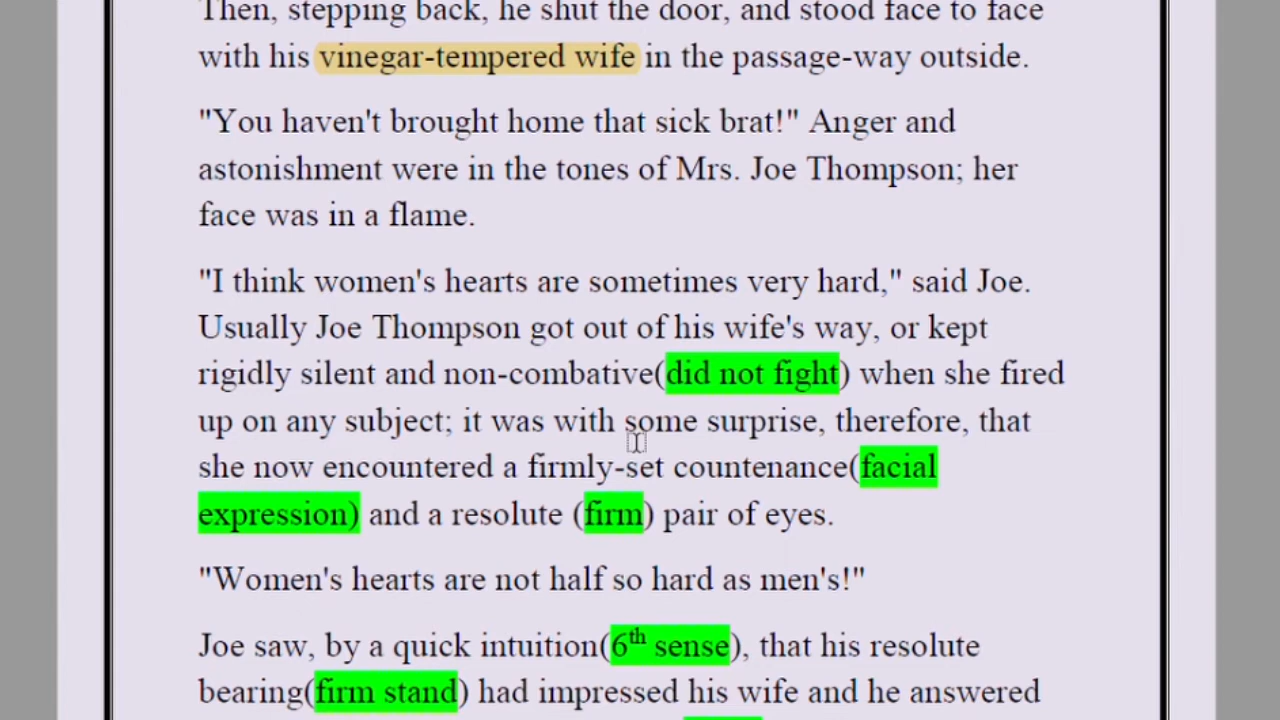 Then, stepping back, he shut the door, and stood face to face
with his vinegar-tempered wife in the passage-way outside.
"You haven't brought home that sick brat!" Anger and
astonishment were in the tones of Mrs. Joe Thompson; her
face was in a flame.
"I think women's hearts are sometimes very hard," said Joe.
Usually Joe Thompson got out of his wife's way, or kept
rigidly silent and non-combative(did not fight) when she fired
up on any subject; it was with some surprise, therefore, that
she now encountered a firmly-set countenance(facial
expression) and a resolute (firm) pair of eyes.
"Women's hearts are not half so hard as men's!"
Joe saw, by a quick intuition(6th sense), that his resolute
bearing(firm stand) had impressed his wife and he answered